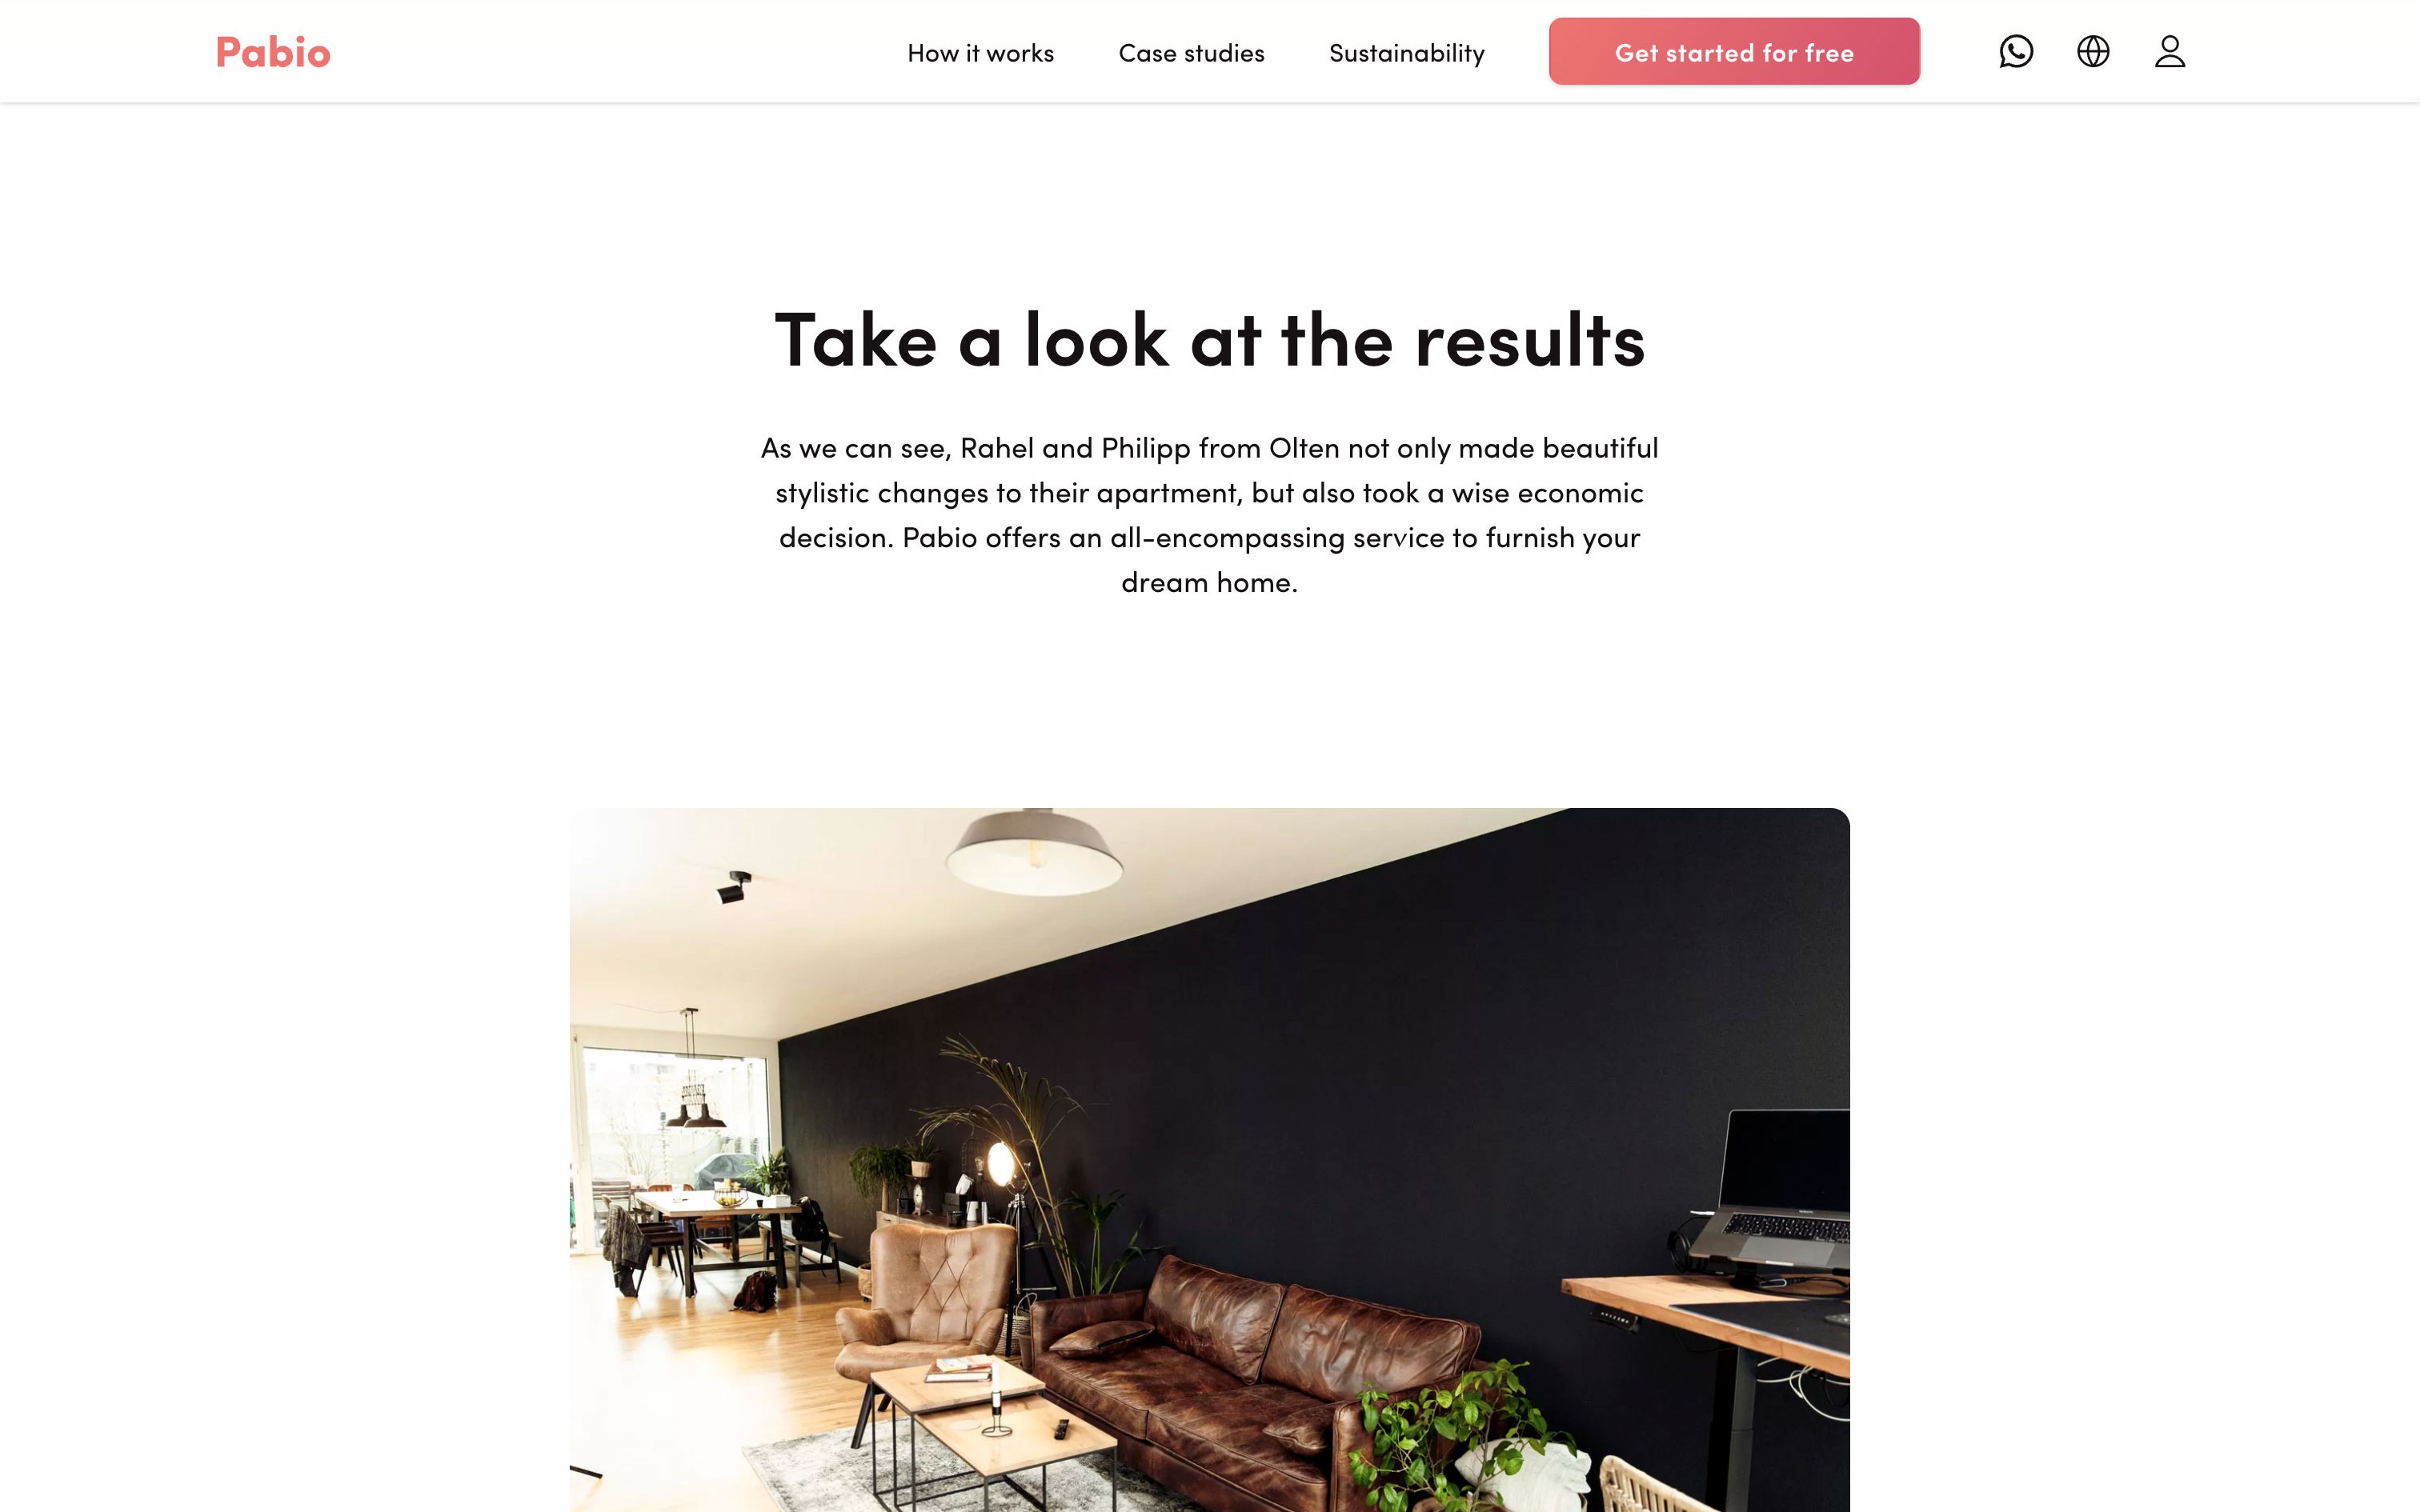 Pabio
How it works
Case studies
Sustainability
Get started for free
Take a look at the results
As we can see, Rahel and Philipp from Olten not only made beautiful
stylistic changes to their apartment, but also took a wise economic
decision. Pabio offers an all-encompassing service to furnish your
dream home.